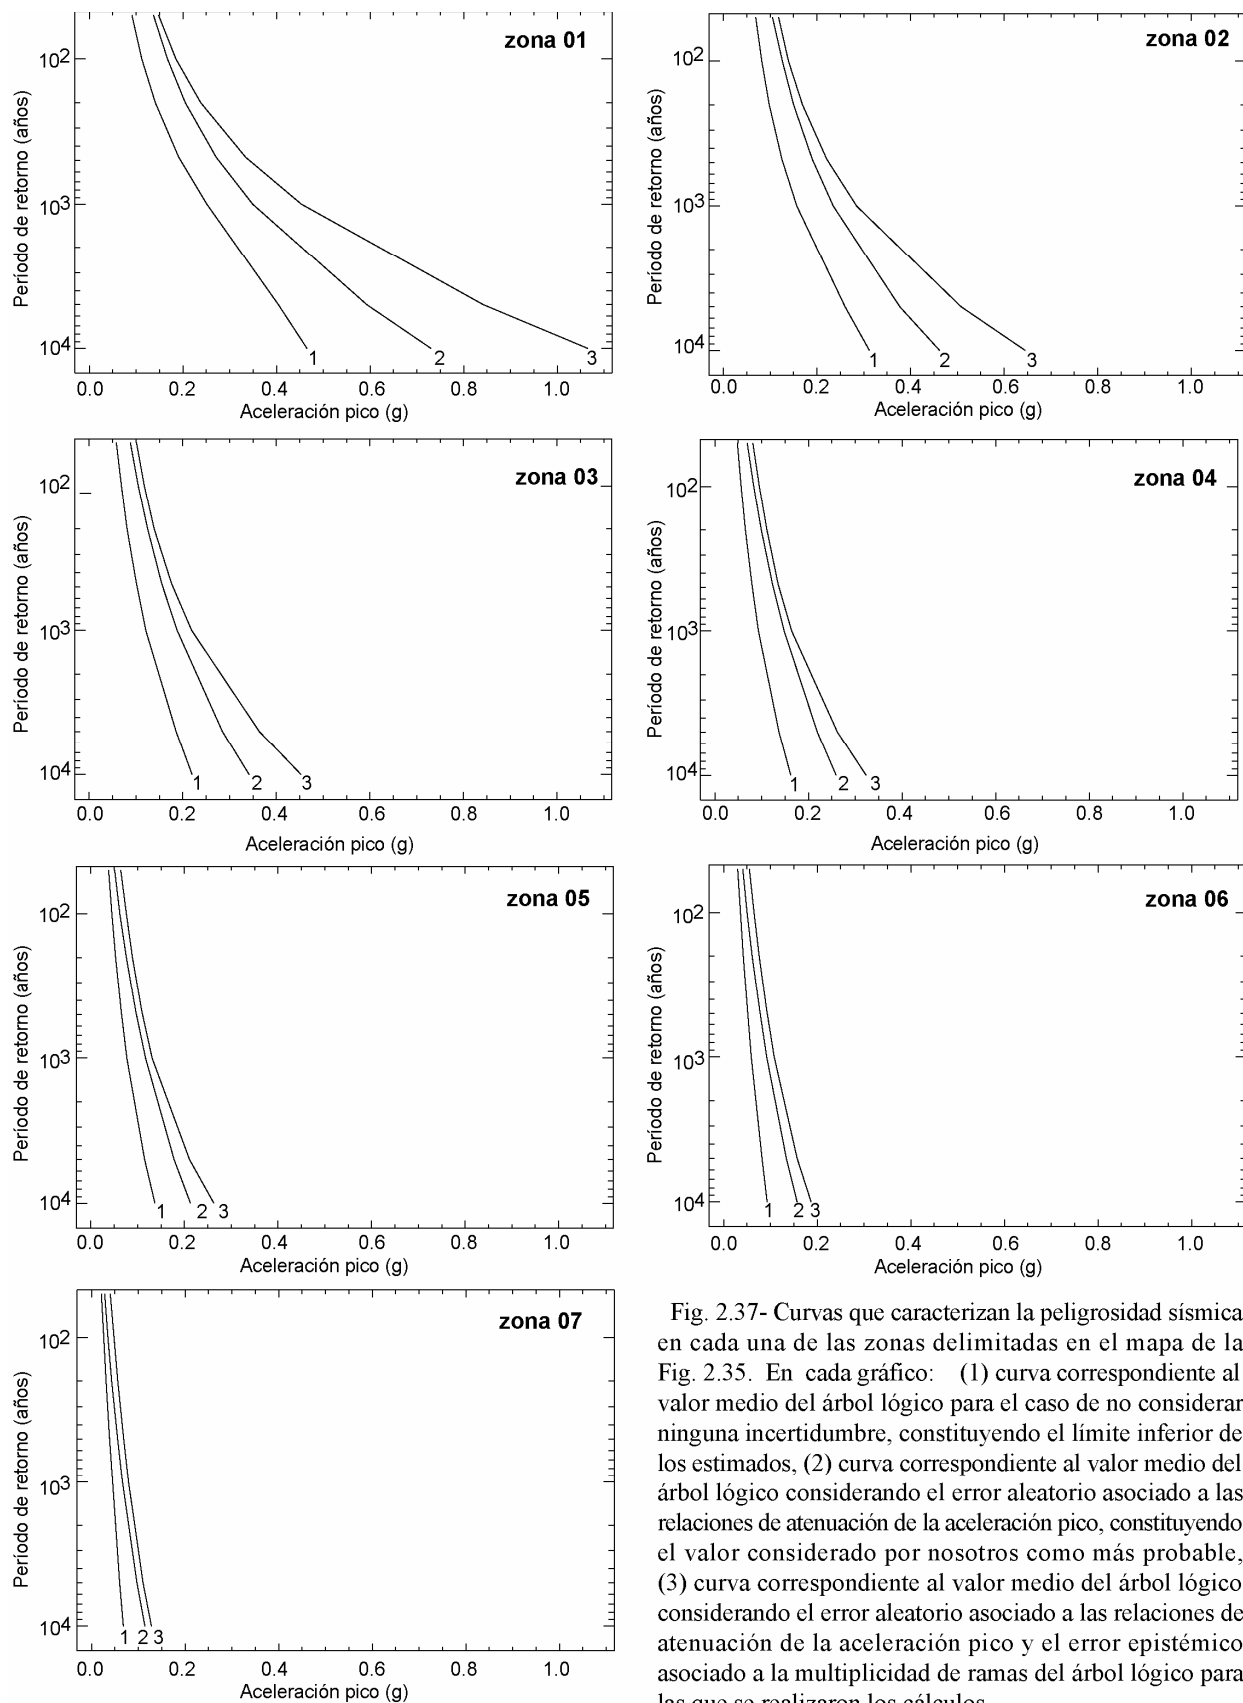 zona 01
Período de retorno (años)
10²
10³
10⁴
1
2
3
0.0 0.2 0.4 0.6 0.8 1.0
Aceleración pico (g)
zona 02
Período de retorno (años)
10²
10³
10⁴
1
2
3
0.0 0.2 0.4 0.6 0.8 1.0
Aceleración pico (g)
zona 03
Período de retorno (años)
10²
10³
10⁴
1
2
3
0.0 0.2 0.4 0.6 0.8 1.0
Aceleración pico (g)
zona 04
Período de retorno (años)
10²
10³
10⁴
1
2
3
0.0 0.2 0.4 0.6 0.8 1.0
Aceleración pico (g)
zona 05
Período de retorno (años)
10²
10³
10⁴
1
2
3
0.0 0.2 0.4 0.6 0.8 1.0
Aceleración pico (g)
zona 06
Período de retorno (años)
10²
10³
10⁴
1
2
3
0.0 0.2 0.4 0.6 0.8 1.0
Aceleración pico (g)
zona 07
Período de retorno (años)
10²
10³
10⁴
1
2
3
0.0 0.2 0.4 0.6 0.8 1.0
Aceleración pico (g)
Fig. 2.37- Curvas que caracterizan la peligrosidad sísmica
en cada una de las zonas delimitadas en el mapa de la
Fig. 2.35. En cada gráfico: (1) curva correspondiente al
valor medio del árbol lógico para el caso de no considerar
ninguna incertidumbre, constituyendo el límite inferior de
los estimados, (2) curva correspondiente al valor medio del
árbol lógico considerando el error aleatorio asociado a las
relaciones de atenuación de la aceleración pico, constituyendo
el valor considerado por nosotros como más probable,
(3) curva correspondiente al valor medio del árbol lógico
considerando el error aleatorio asociado a las relaciones de
atenuación de la aceleración pico y el error epistémico
asociado a la multiplicidad de ramas del árbol lógico para
las que se realizaron los cálculos